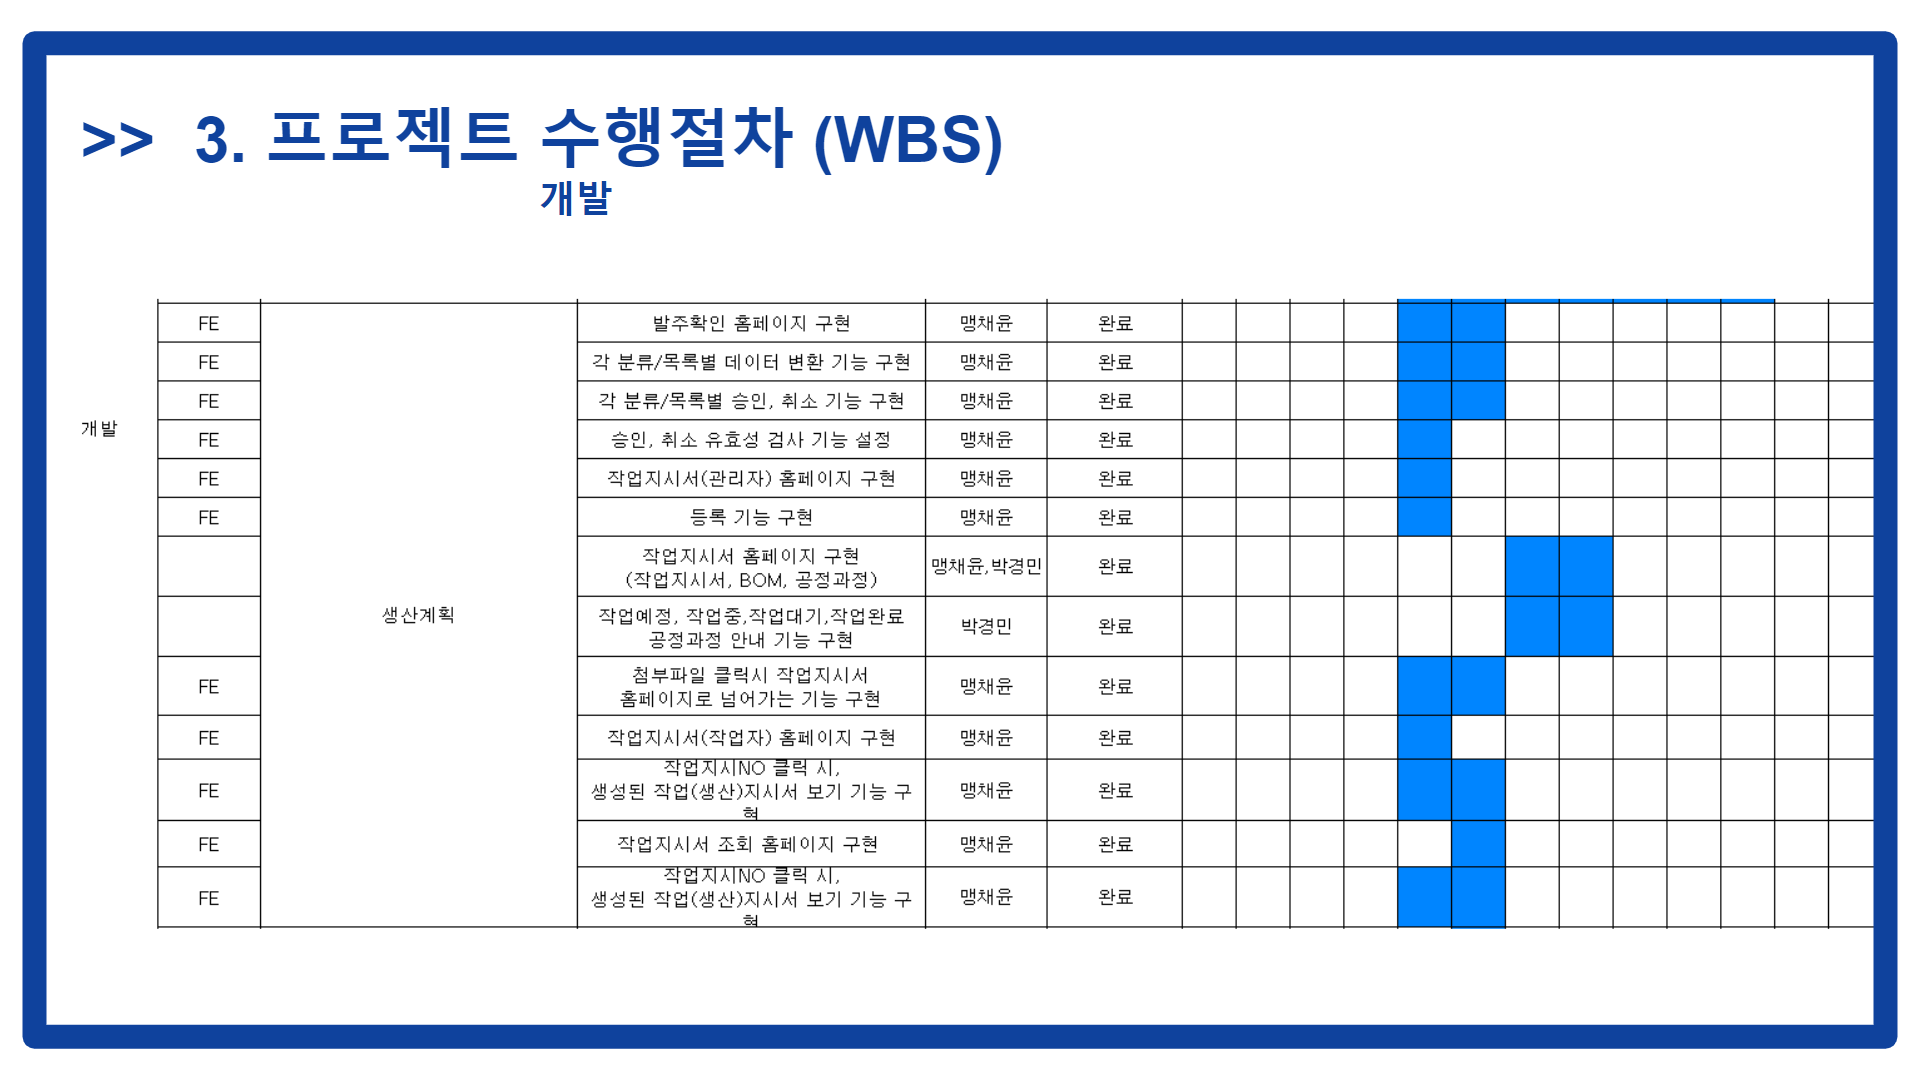 >> 3. 프로젝트 수행절차 (WBS)
개발
개발
생산계획
FE 발주확인 홈페이지 구현 맹채윤 완료
FE 각 분류/목록별 데이터 변환 기능 구현 맹채윤 완료
FE 각 분류/목록별 승인, 취소 기능 구현 맹채윤 완료
FE 승인, 취소 유효성 검사 기능 설정 맹채윤 완료
FE 작업지시서(관리자) 홈페이지 구현 맹채윤 완료
FE 등록 기능 구현 맹채윤 완료
작업지시서 홈페이지 구현
(작업지시서, BOM, 공정과정) 맹채윤,박경민 완료
작업예정, 작업중,작업대기,작업완료
공정과정 안내 기능 구현 박경민 완료
FE 첨부파일 클릭시 작업지시서
홈페이지로 넘어가는 기능 구현 맹채윤 완료
FE 작업지시서(작업자) 홈페이지 구현 맹채윤 완료
작업지시NO 클릭 시,
FE 생성된 작업(생산)지시서 보기 기능 구 맹채윤 완료
현
FE 작업지시서 조회 홈페이지 구현 맹채윤 완료
작업지시NO 클릭 시,
FE 생성된 작업(생산)지시서 보기 기능 구 맹채윤 완료
현